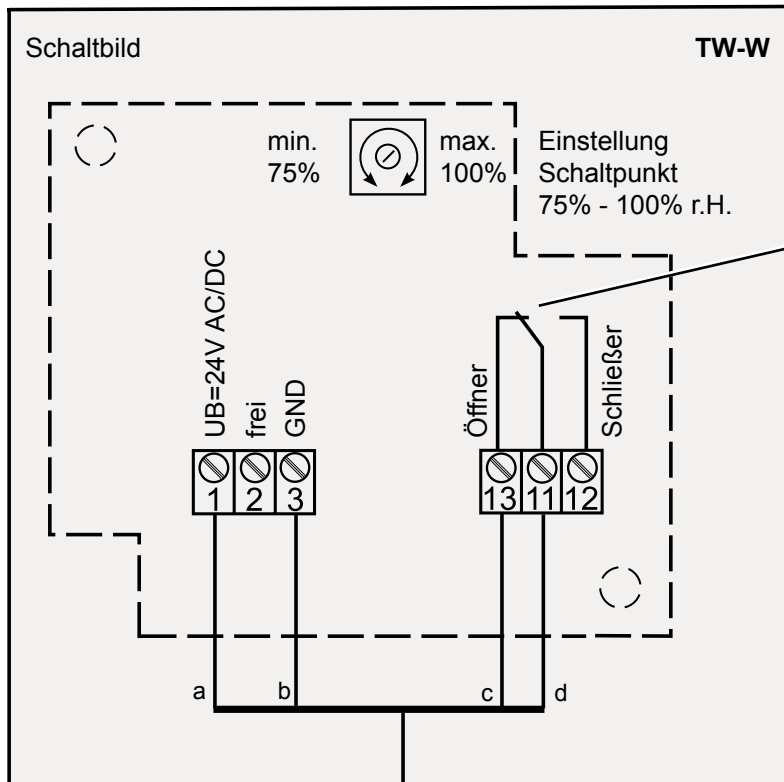 Schaltbild
TW-W
min.
75%
max.
100%
Einstellung
Schaltpunkt
75% - 100% r.H.
UB=24V AC/DC
frei
GND
Öffner
Schließer
1 2 3
13 11 12
a b c d